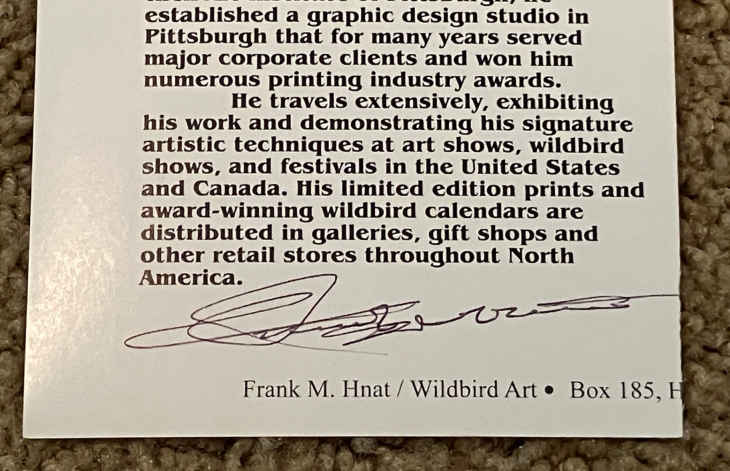 established a graphic design studio in
Pittsburgh that for many years served
major corporate clients and won him
numerous printing industry awards.
He travels extensively, exhibiting
his work and demonstrating his signature
artistic techniques at art shows, wildbird
shows, and festivals in the United States
and Canada. His limited edition prints and
award-winning wildbird calendars are
distributed in galleries, gift shops and
other retail stores throughout North
America.
Frank M. Hnat / Wildbird Art • Box 185, H